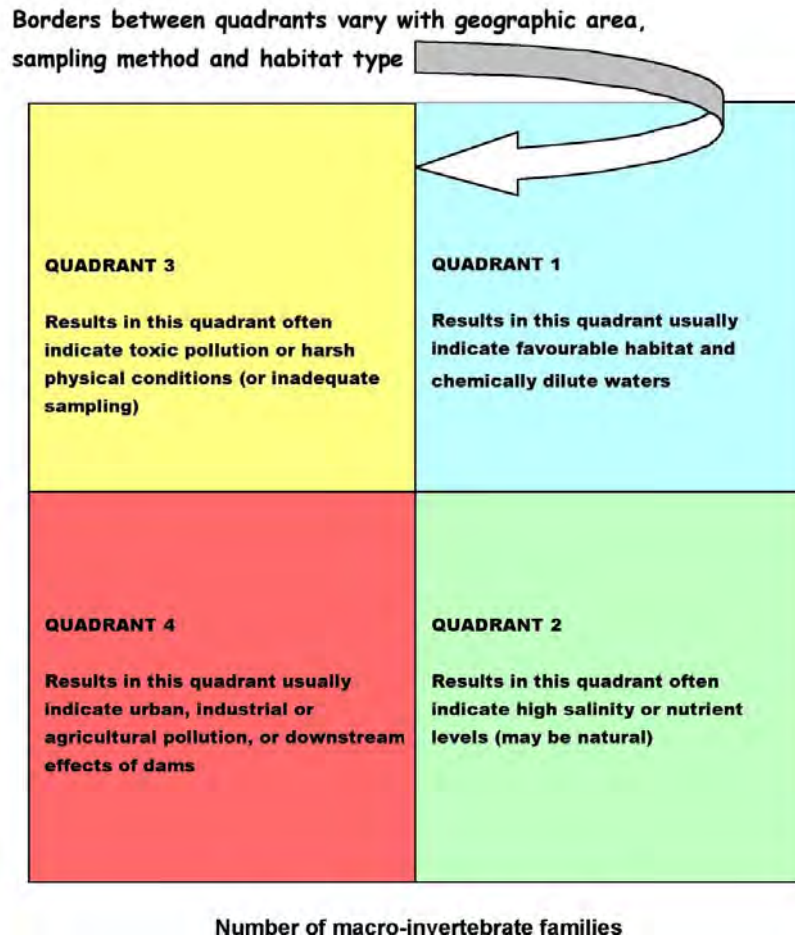 Borders between quadrants vary with geographic area,
sampling method and habitat type
QUADRANT 3
Results in this quadrant often
indicate toxic pollution or harsh
physical conditions (or inadequate
sampling)
QUADRANT 1
Results in this quadrant usually
indicate favourable habitat and
chemically dilute waters
QUADRANT 4
Results in this quadrant usually
indicate urban, industrial or
agricultural pollution, or downstream
effects of dams
QUADRANT 2
Results in this quadrant often
indicate high salinity or nutrient
levels (may be natural)
Number of macro-invertebrate families